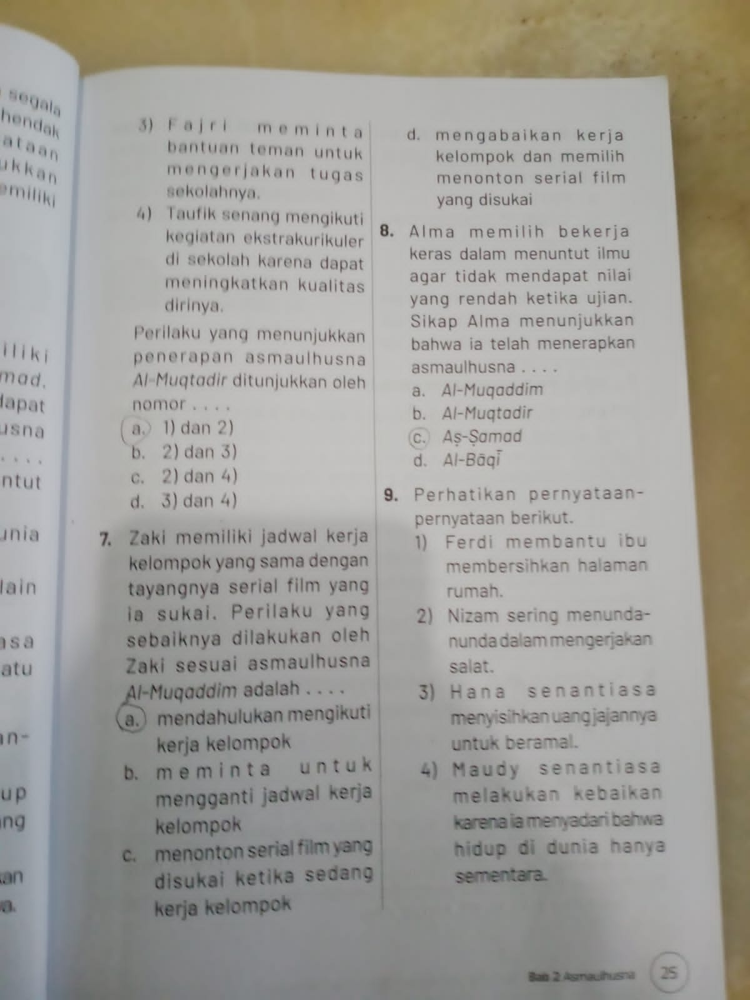 segala
hendak
ataan
ukkan
emiliki
iliki
mad.
dapat
usna
. . . .
ntut
unia
lain
asa
atu
an-
up
ng
kan
a.
3) Fajri meminta
bantuan teman untuk
mengerjakan tugas
sekolahnya.
4) Taufik senang mengikuti
kegiatan ekstrakurikuler
di sekolah karena dapat
meningkatkan kualitas
dirinya.
Perilaku yang menunjukkan
penerapan asmaulhusna
Al-Muqtadir ditunjukkan oleh
nomor . . . .
a. 1) dan 2)
b. 2) dan 3)
c. 2) dan 4)
d. 3) dan 4)
7. Zaki memiliki jadwal kerja
kelompok yang sama dengan
tayangnya serial film yang
ia sukai. Perilaku yang
sebaiknya dilakukan oleh
Zaki sesuai asmaulhusna
Al-Muqaddim adalah . . . .
a. mendahulukan mengikuti
kerja kelompok
b. meminta untuk
mengganti jadwal kerja
kelompok
c. menonton serial film yang
disukai ketika sedang
kerja kelompok
d. mengabaikan kerja
kelompok dan memilih
menonton serial film
yang disukai
8. Alma memilih bekerja
keras dalam menuntut ilmu
agar tidak mendapat nilai
yang rendah ketika ujian.
Sikap Alma menunjukkan
bahwa ia telah menerapkan
asmaulhusna . . . .
a. Al-Muqaddim
b. Al-Muqtadir
c. Aṣ-Ṣamad
d. Al-Bāqī
9. Perhatikan pernyataan-
pernyataan berikut.
1) Ferdi membantu ibu
membersihkan halaman
rumah.
2) Nizam sering menunda-
nunda dalam mengerjakan
salat.
3) Hana senantiasa
menyisihkan uang jajannya
untuk beramal.
4) Maudy senantiasa
melakukan kebaikan
karena ia menyadari bahwa
hidup di dunia hanya
sementara.
Bab 2 Asmaulhusna 25